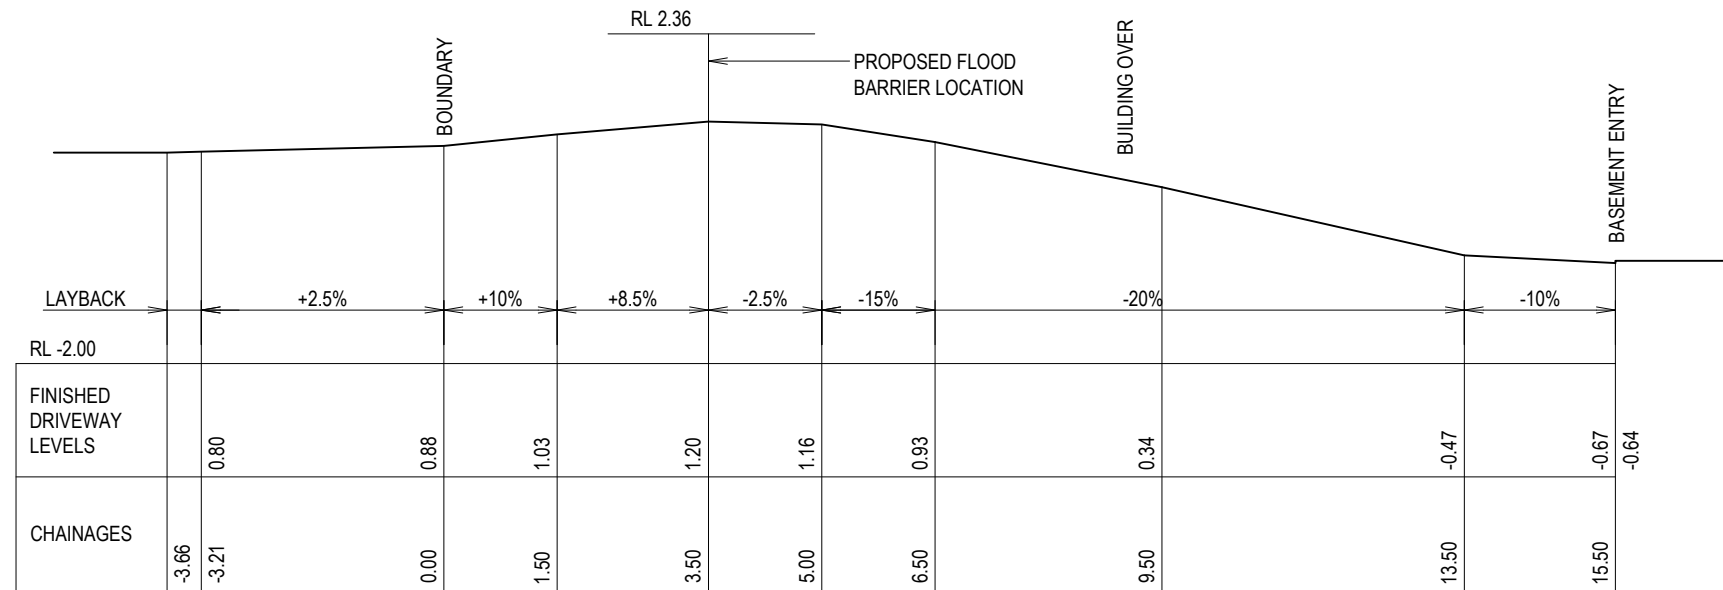 RL 2.36
BOUNDARY
PROPOSED FLOOD
BARRIER LOCATION
BUILDING OVER
BASEMENT ENTRY
LAYBACK
+2.5%
+10%
+8.5%
-2.5%
-15%
-20%
-10%
RL -2.00
FINISHED
DRIVEWAY
LEVELS
0.80
0.88
1.03
1.20
1.16
0.93
0.34
-0.47
-0.67
-0.64
CHAINAGES
-3.66
-3.21
0.00
1.50
3.50
5.00
6.50
9.50
13.50
15.50